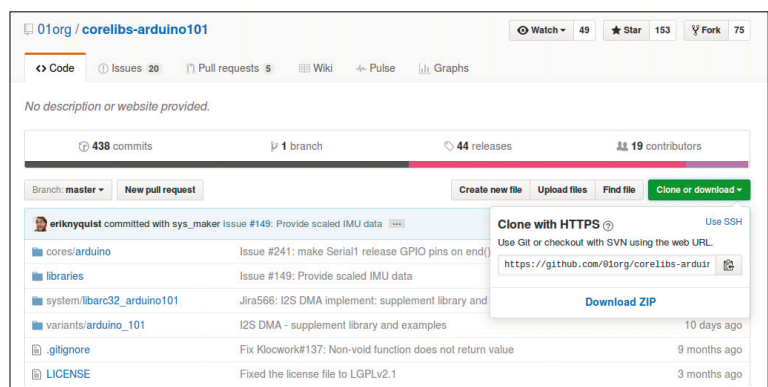 01org / corelibs-arduino101
Watch 49 Star 153 Fork 75
Code Issues 20 Pull requests 5 Wiki Pulse Graphs
No description or website provided.
438 commits 1 branch 44 releases 19 contributors
Branch: master New pull request Create new file Upload files Find file Clone or download
eriknyquist committed with sys_maker Issue #149: Provide scaled IMU data ...
Clone with HTTPS ? Use SSH
Use Git or checkout with SVN using the web URL.
https://github.com/01org/corelibs-arduir
Download ZIP
cores/arduino Issue #241: make Serial1 release GPIO pins on end()
libraries Issue #149: Provide scaled IMU data
system/libarc32_arduino101 Jira566: I2S DMA implement: supplement library and
variants/arduino_101 I2S DMA - supplement library and examples 10 days ago
.gitignore Fix Klocwork#137: Non-void function does not return value 9 months ago
LICENSE Fixed the license file to LGPLv2.1 3 months ago